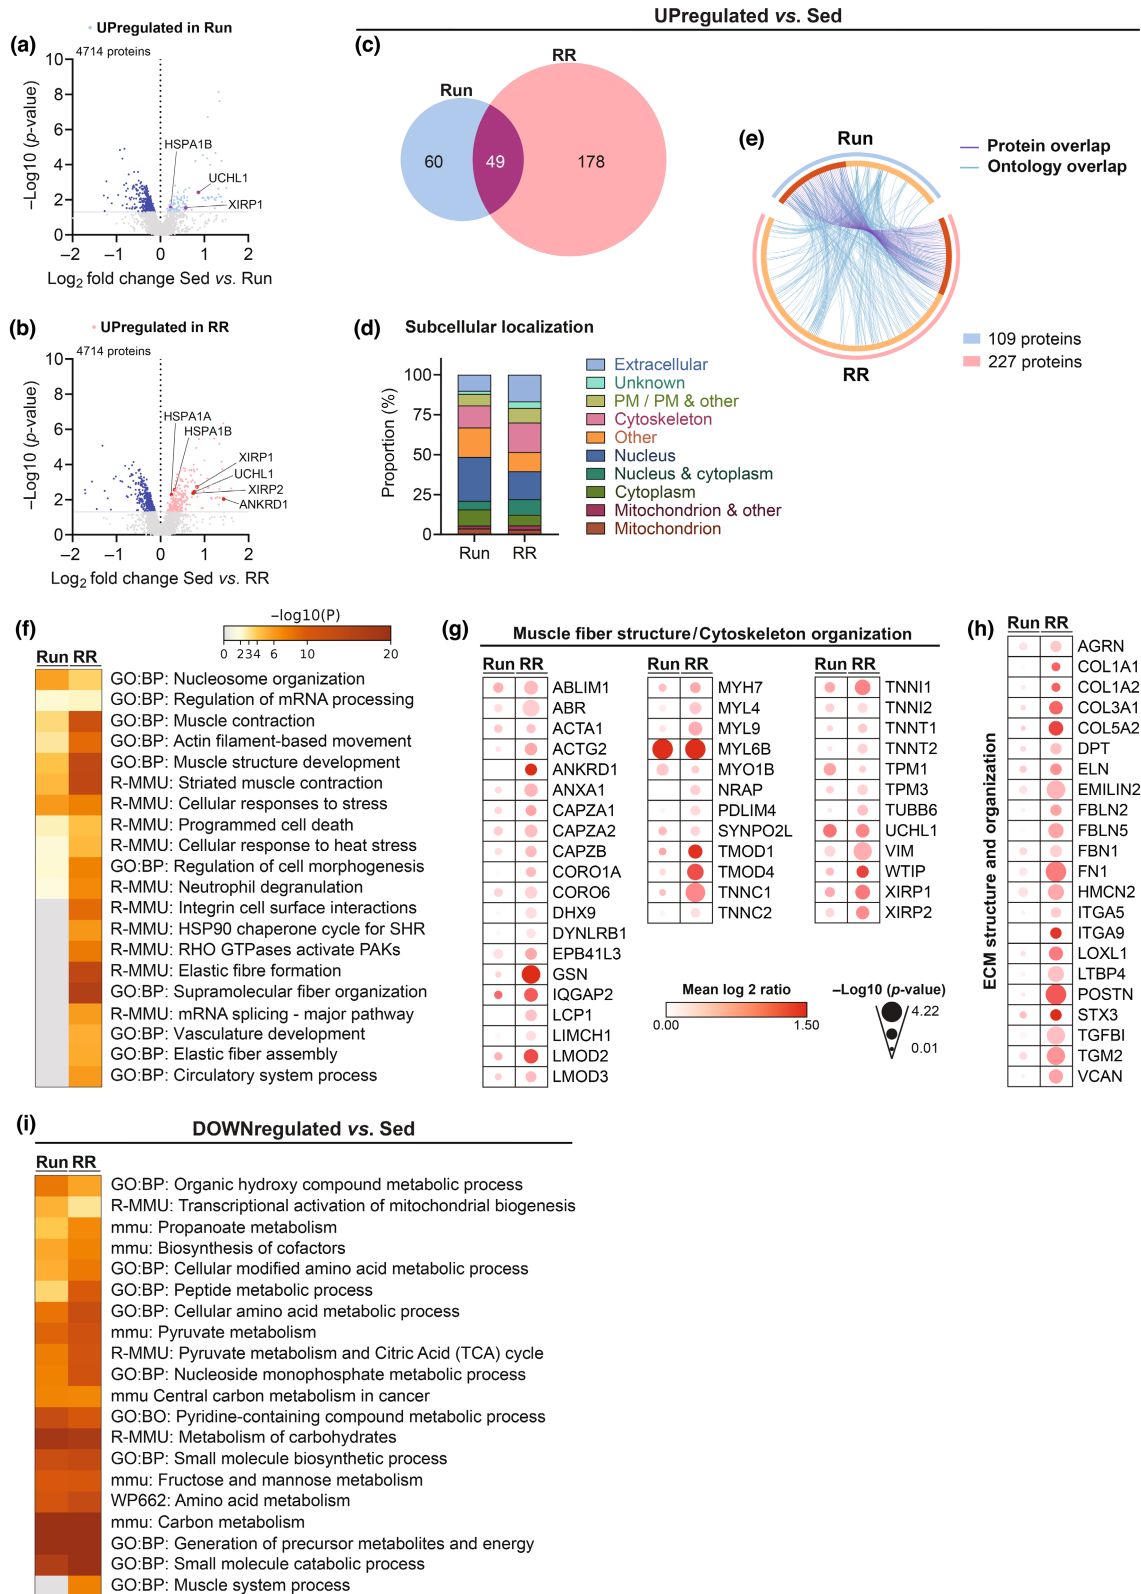 UPregulated vs. Sed
(a)
UPregulated in Run
4714 proteins
10
8
6
4
2
0
–Log10 (p-value)
HSPA1B
UCHL1
XIRP1
–2 –1 0 1 2
Log2 fold change Sed vs. Run
(b)
UPregulated in RR
4714 proteins
10
8
6
4
2
0
–Log10 (p-value)
HSPA1A
HSPA1B
XIRP1
UCHL1
XIRP2
ANKRD1
–2 –1 0 1 2
Log2 fold change Sed vs. RR
(c)
RR
Run
60 49 178
(d) Subcellular localization
100
75
50
25
0
Proportion (%)
Run RR
Extracellular
Unknown
PM / PM & other
Cytoskeleton
Other
Nucleus
Nucleus & cytoplasm
Cytoplasm
Mitochondrion & other
Mitochondrion
(e)
Run
RR
Protein overlap
Ontology overlap
109 proteins
227 proteins
(f)
–log10(P)
0 2 3 4 6 10 20
Run RR
GO:BP: Nucleosome organization
GO:BP: Regulation of mRNA processing
GO:BP: Muscle contraction
GO:BP: Actin filament-based movement
GO:BP: Muscle structure development
R-MMU: Striated muscle contraction
R-MMU: Cellular responses to stress
R-MMU: Programmed cell death
R-MMU: Cellular response to heat stress
GO:BP: Regulation of cell morphogenesis
R-MMU: Neutrophil degranulation
R-MMU: Integrin cell surface interactions
R-MMU: HSP90 chaperone cycle for SHR
R-MMU: RHO GTPases activate PAKs
R-MMU: Elastic fibre formation
GO:BP: Supramolecular fiber organization
R-MMU: mRNA splicing - major pathway
GO:BP: Vasculature development
GO:BP: Elastic fiber assembly
GO:BP: Circulatory system process
(g)
Muscle fiber structure/Cytoskeleton organization
Run RR
ABLIM1
ABR
ACTA1
ACTG2
ANKRD1
ANXA1
CAPZA1
CAPZA2
CAPZB
CORO1A
CORO6
DHX9
DYNLRB1
EPB41L3
GSN
IQGAP2
LCP1
LIMCH1
LMOD2
LMOD3
Run RR
MYH7
MYL4
MYL9
MYL6B
MYO1B
NRAP
PDLIM4
SYNPO2L
TMOD1
TMOD4
TNNC1
TNNC2
Run RR
TNNI1
TNNI2
TNNT1
TNNT2
TPM1
TPM3
TUBB6
UCHL1
VIM
WTIP
XIRP1
XIRP2
Mean log 2 ratio
0.00 1.50
–Log10 (p-value)
4.22
0.01
(h)
Run RR
ECM structure and organization
AGRN
COL1A1
COL1A2
COL3A1
COL5A2
DPT
ELN
EMILIN2
FBLN2
FBLN5
FBN1
FN1
HMCN2
ITGA5
ITGA9
LOXL1
LTBP4
POSTN
STX3
TGFBI
TGM2
VCAN
(i)
DOWNregulated vs. Sed
Run RR
GO:BP: Organic hydroxy compound metabolic process
R-MMU: Transcriptional activation of mitochondrial biogenesis
mmu: Propanoate metabolism
mmu: Biosynthesis of cofactors
GO:BP: Cellular modified amino acid metabolic process
GO:BP: Peptide metabolic process
GO:BP: Cellular amino acid metabolic process
mmu: Pyruvate metabolism
R-MMU: Pyruvate metabolism and Citric Acid (TCA) cycle
GO:BP: Nucleoside monophosphate metabolic process
mmu Central carbon metabolism in cancer
GO:BO: Pyridine-containing compound metabolic process
R-MMU: Metabolism of carbohydrates
GO:BP: Small molecule biosynthetic process
mmu: Fructose and mannose metabolism
WP662: Amino acid metabolism
mmu: Carbon metabolism
GO:BP: Generation of precursor metabolites and energy
GO:BP: Small molecule catabolic process
GO:BP: Muscle system process